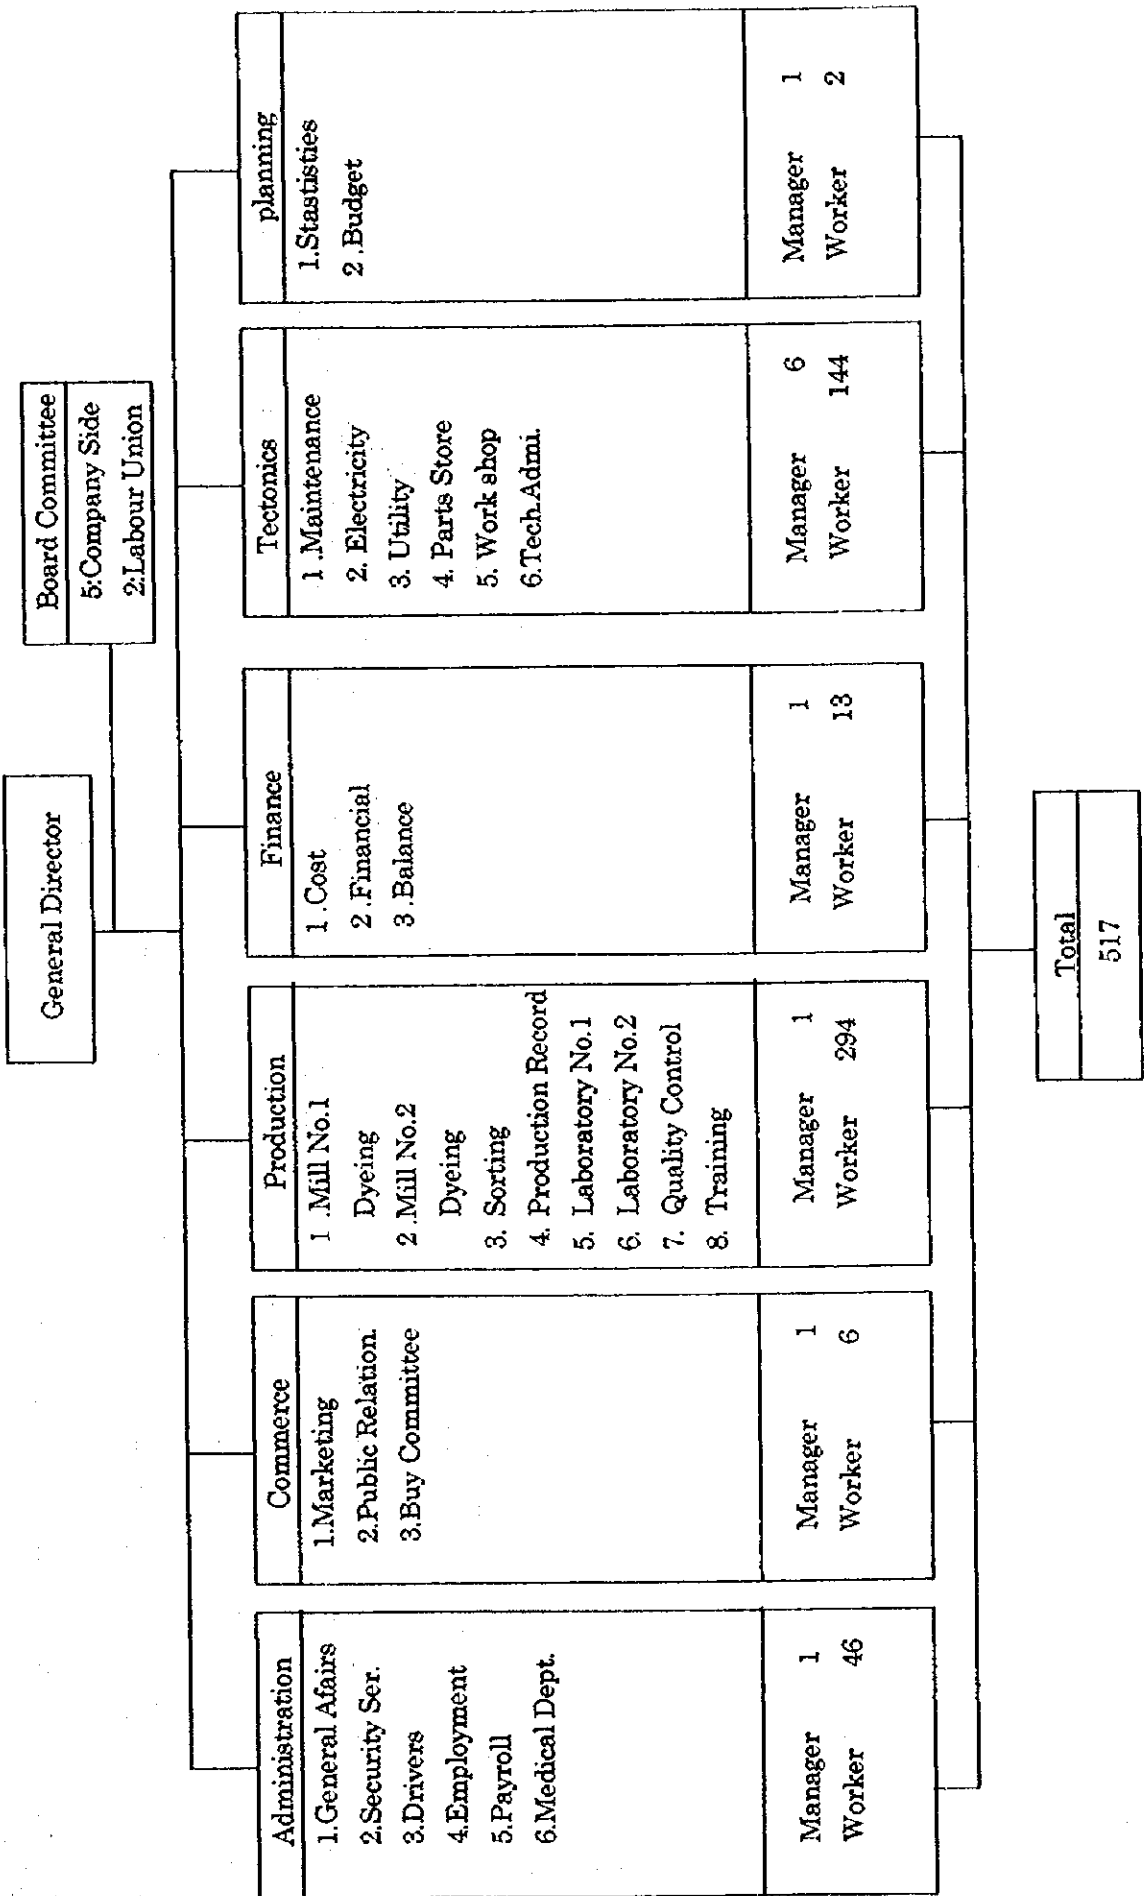 General Director
Board Committee
5:Company Side
2:Labour Union
Administration
1.General Afairs
2.Security Ser.
3.Drivers
4.Employment
5.Payroll
6.Medical Dept.
Manager 1
Worker 46
Commerce
1.Marketing
2.Public Relation.
3.Buy Committee
Manager 1
Worker 6
Production
1 .Mill No.1
Dyeing
2 .Mill No.2
Dyeing
3. Sorting
4. Production Record
5. Laboratory No.1
6. Laboratory No.2
7. Quality Control
8. Training
Manager 1
Worker 294
Finance
1 .Cost
2 .Financial
3 .Balance
Manager 1
Worker 13
Tectonics
1 .Maintenance
2. Electricity
3. Utility
4. Parts Store
5. Work shop
6.Tech.Admi.
Manager 6
Worker 144
planning
1.Stastisties
2 .Budget
Manager 1
Worker 2
Total
517